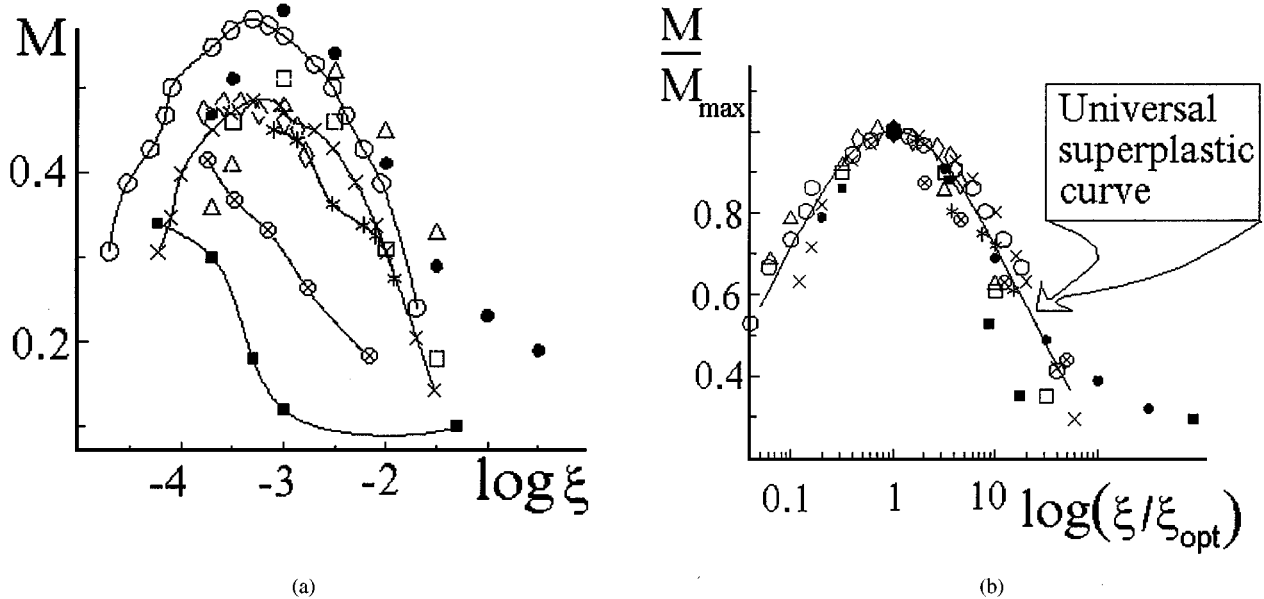 M
0.4
0.2
-4 -3 -2
log ξ
(a)
M
M_max
0.8
0.6
0.4
0.1 1 10
log(ξ/ξ_opt)
Universal
superplastic
curve
(b)